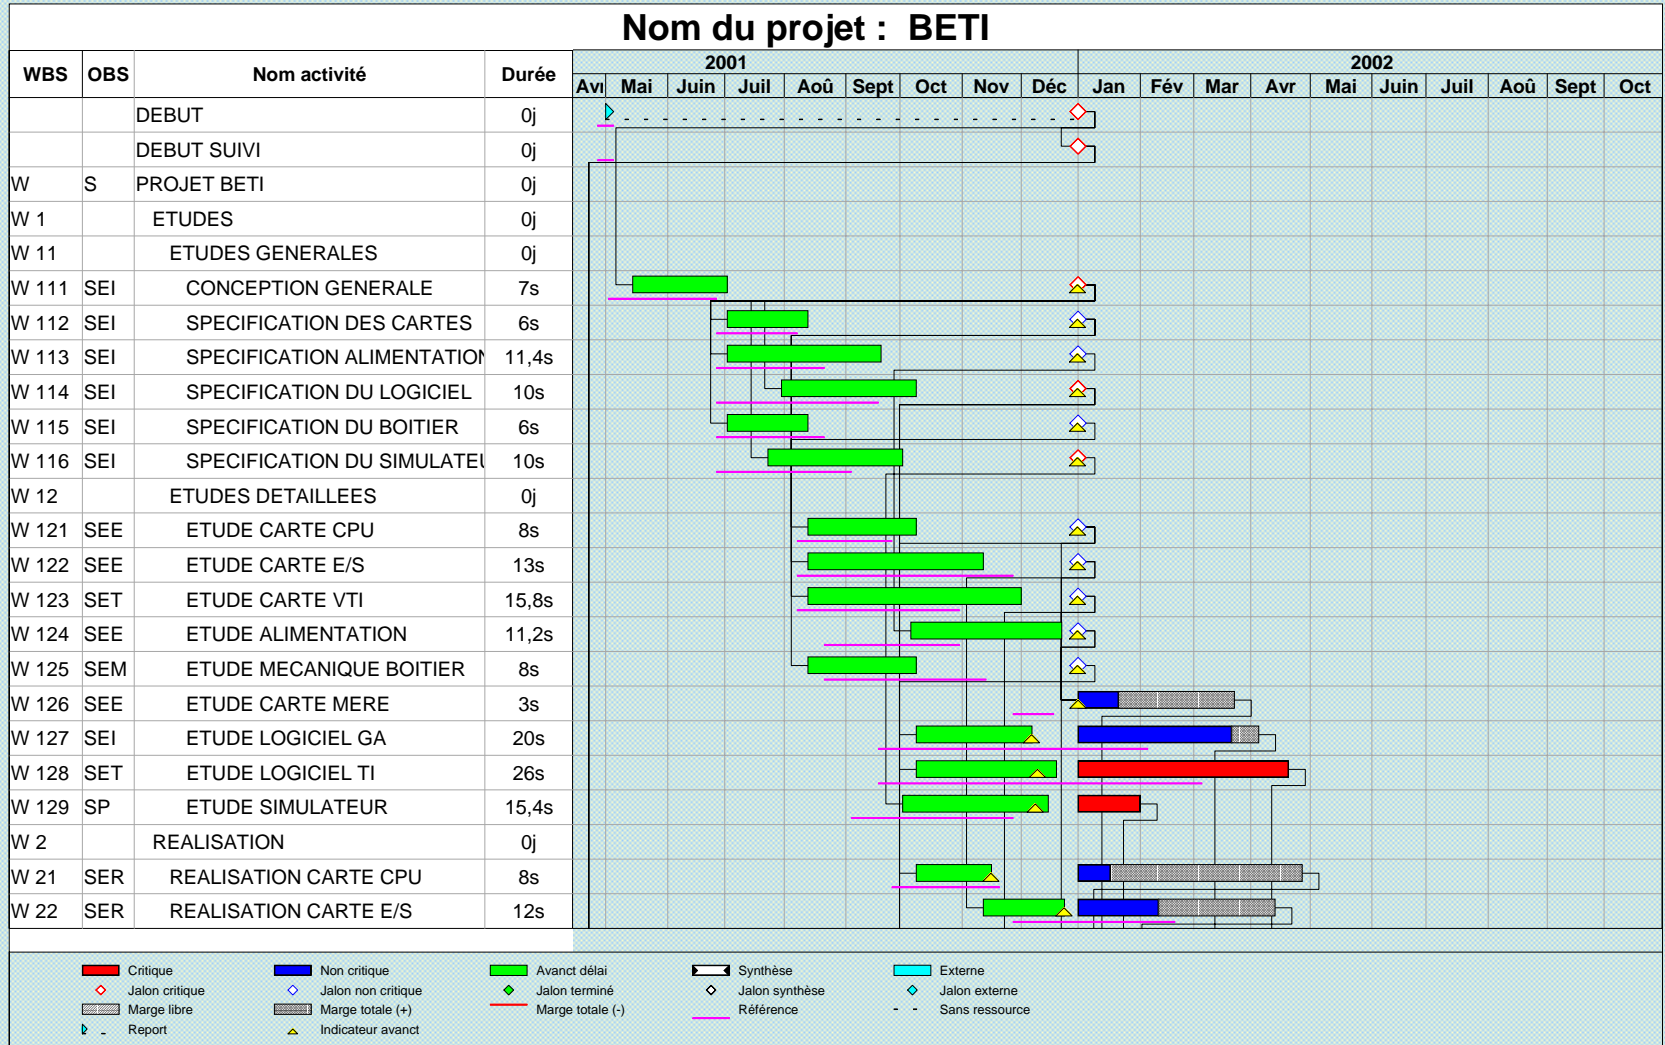 Nom du projet : BETI
WBS OBS Nom activité Durée
2001 2002
Avr Mai Juin Juil Aoû Sept Oct Nov Déc Jan Fév Mar Avr Mai Juin Juil Aoû Sept Oct
DEBUT 0j
DEBUT SUIVI 0j
W S PROJET BETI 0j
W 1 ETUDES 0j
W 11 ETUDES GENERALES 0j
W 111 SEI CONCEPTION GENERALE 7s
W 112 SEI SPECIFICATION DES CARTES 6s
W 113 SEI SPECIFICATION ALIMENTATION 11,4s
W 114 SEI SPECIFICATION DU LOGICIEL 10s
W 115 SEI SPECIFICATION DU BOITIER 6s
W 116 SEI SPECIFICATION DU SIMULATEU 10s
W 12 ETUDES DETAILLEES 0j
W 121 SEE ETUDE CARTE CPU 8s
W 122 SEE ETUDE CARTE E/S 13s
W 123 SET ETUDE CARTE VTI 15,8s
W 124 SEE ETUDE ALIMENTATION 11,2s
W 125 SEM ETUDE MECANIQUE BOITIER 8s
W 126 SEE ETUDE CARTE MERE 3s
W 127 SEI ETUDE LOGICIEL GA 20s
W 128 SET ETUDE LOGICIEL TI 26s
W 129 SP ETUDE SIMULATEUR 15,4s
W 2 REALISATION 0j
W 21 SER REALISATION CARTE CPU 8s
W 22 SER REALISATION CARTE E/S 12s
Critique Non critique Avanct délai Synthèse Externe
Jalon critique Jalon non critique Jalon terminé Jalon synthèse Jalon externe
Marge libre Marge totale (+) Marge totale (-) Référence Sans ressource
Report Indicateur avanct